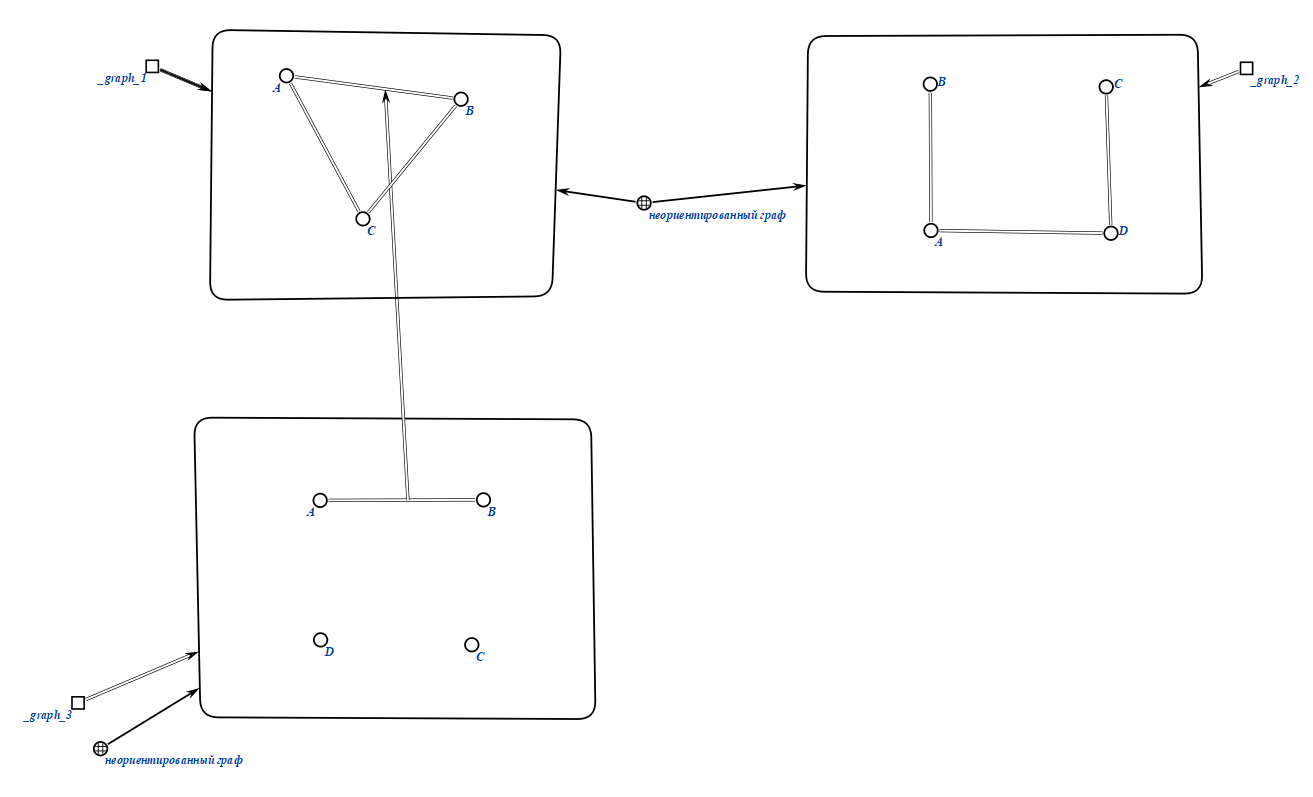 _graph_1
A
B
C
неориентированный граф
B
C
A
D
_graph_2
A
B
D
C
_graph_3
неориентированный граф